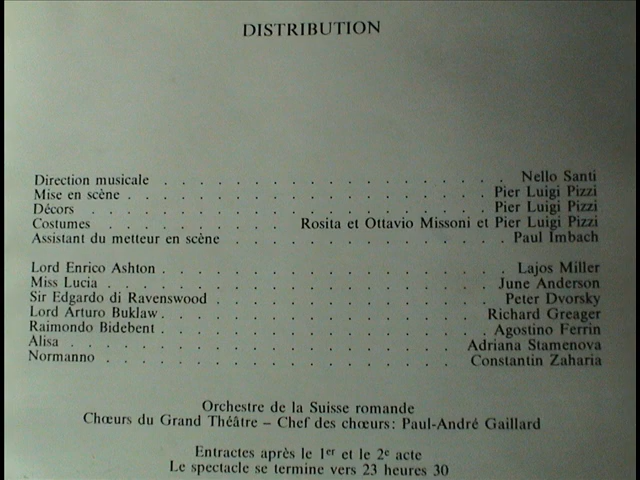 DISTRIBUTION
Direction musicale . . . . . . . . . . . . . . . . . . . Nello Santi
Mise en scène . . . . . . . . . . . . . . . . . . . Pier Luigi Pizzi
Décors . . . . . . . . . . . . . . . . . . . . Pier Luigi Pizzi
Costumes . . . . . . . . . . Rosita et Ottavio Missoni et Pier Luigi Pizzi
Assistant du metteur en scène . . . . . . . . . . . . . . Paul Imbach
Lord Enrico Ashton . . . . . . . . . . . . . . . . . . Lajos Miller
Miss Lucia . . . . . . . . . . . . . . . . . . . . June Anderson
Sir Edgardo di Ravenswood . . . . . . . . . . . . . . . Peter Dvorsky
Lord Arturo Buklaw . . . . . . . . . . . . . . . . . Richard Greager
Raimondo Bidebent . . . . . . . . . . . . . . . . . Agostino Ferrin
Alisa . . . . . . . . . . . . . . . . . . . . Adriana Stamenova
Normanno . . . . . . . . . . . . . . . . . . . Constantin Zaharia
Orchestre de la Suisse romande
Chœurs du Grand Théâtre – Chef des chœurs: Paul-André Gaillard
Entractes après le 1er et le 2e acte
Le spectacle se termine vers 23 heures 30